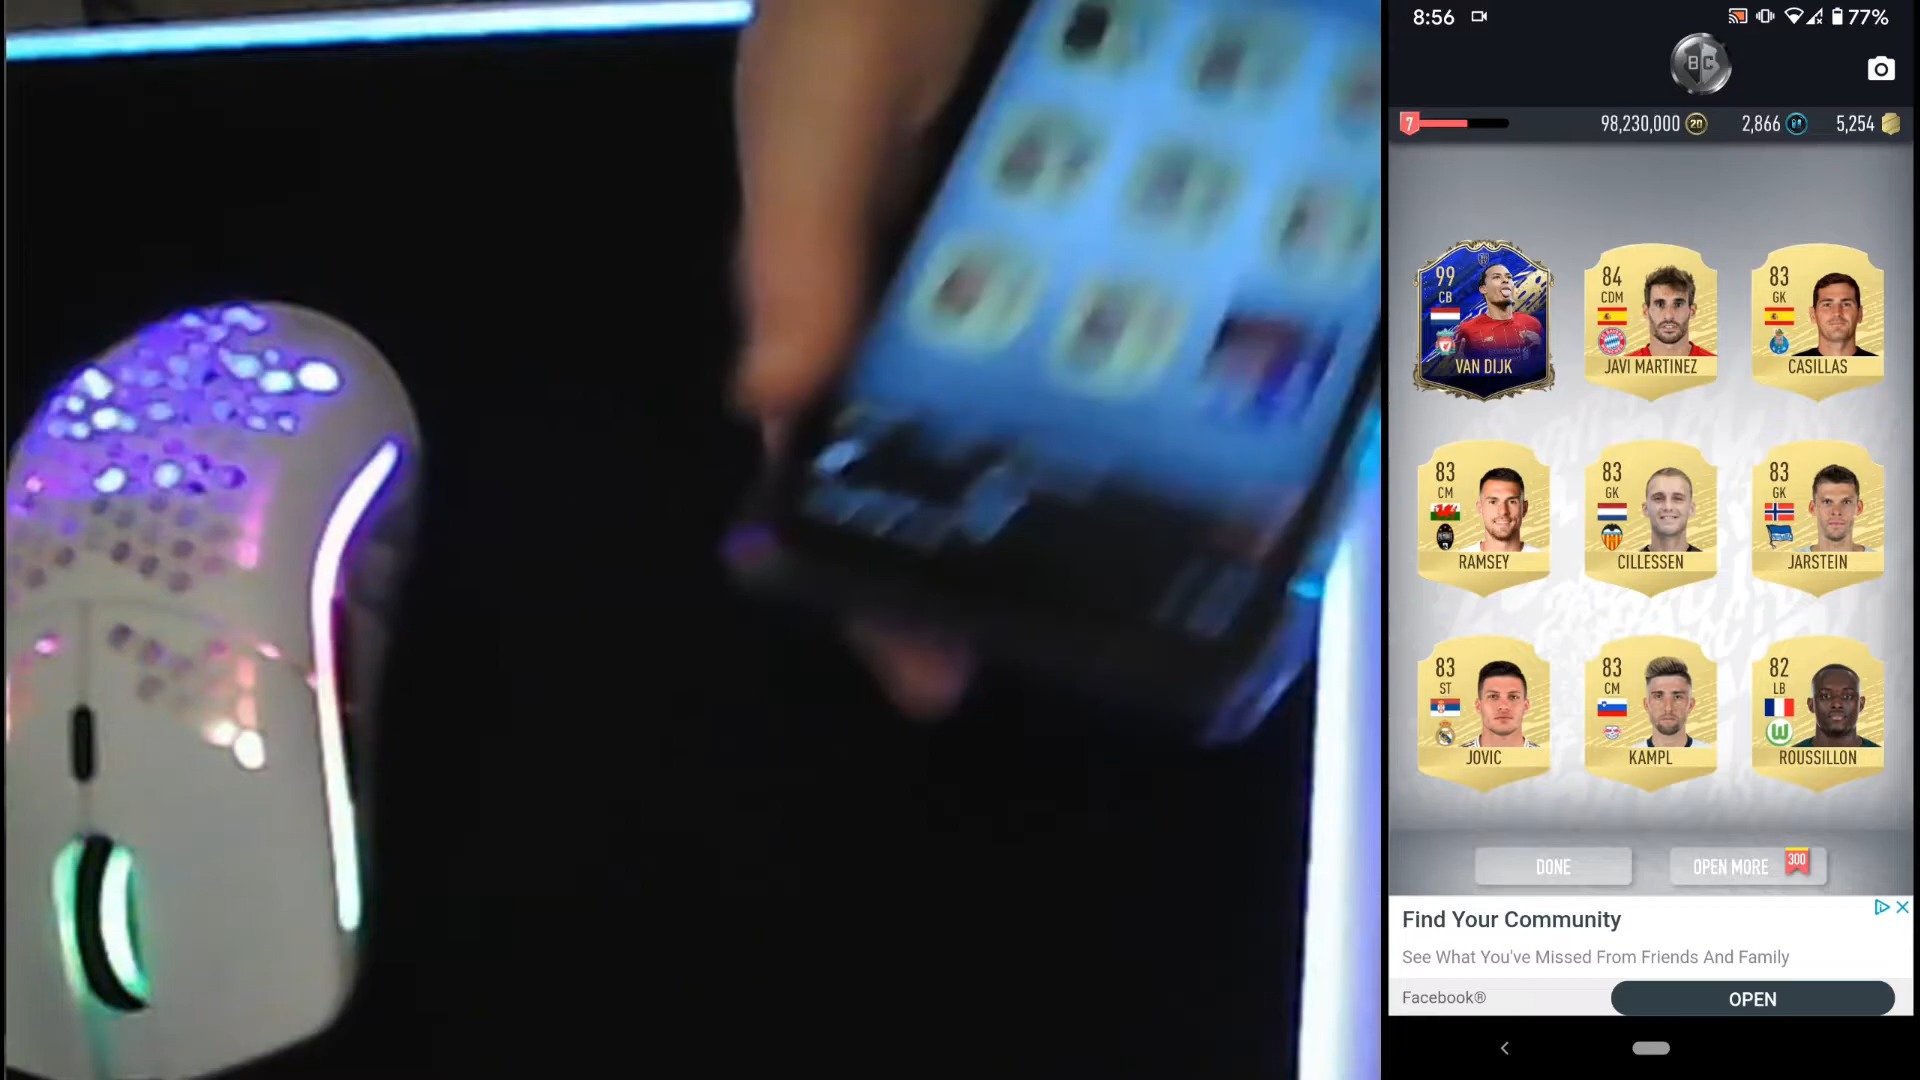 8:56
77%
BC
7
98,230,000
20
2,866
5,254
99
CB
VAN DIJK
84
CDM
JAVI MARTINEZ
83
GK
CASILLAS
83
CM
RAMSEY
83
GK
CILLESSEN
83
GK
JARSTEIN
83
ST
JOVIC
83
CM
KAMPL
82
LB
W
ROUSSILLON
DONE
OPEN MORE 300
Find Your Community
See What You've Missed From Friends And Family
Facebook®
OPEN